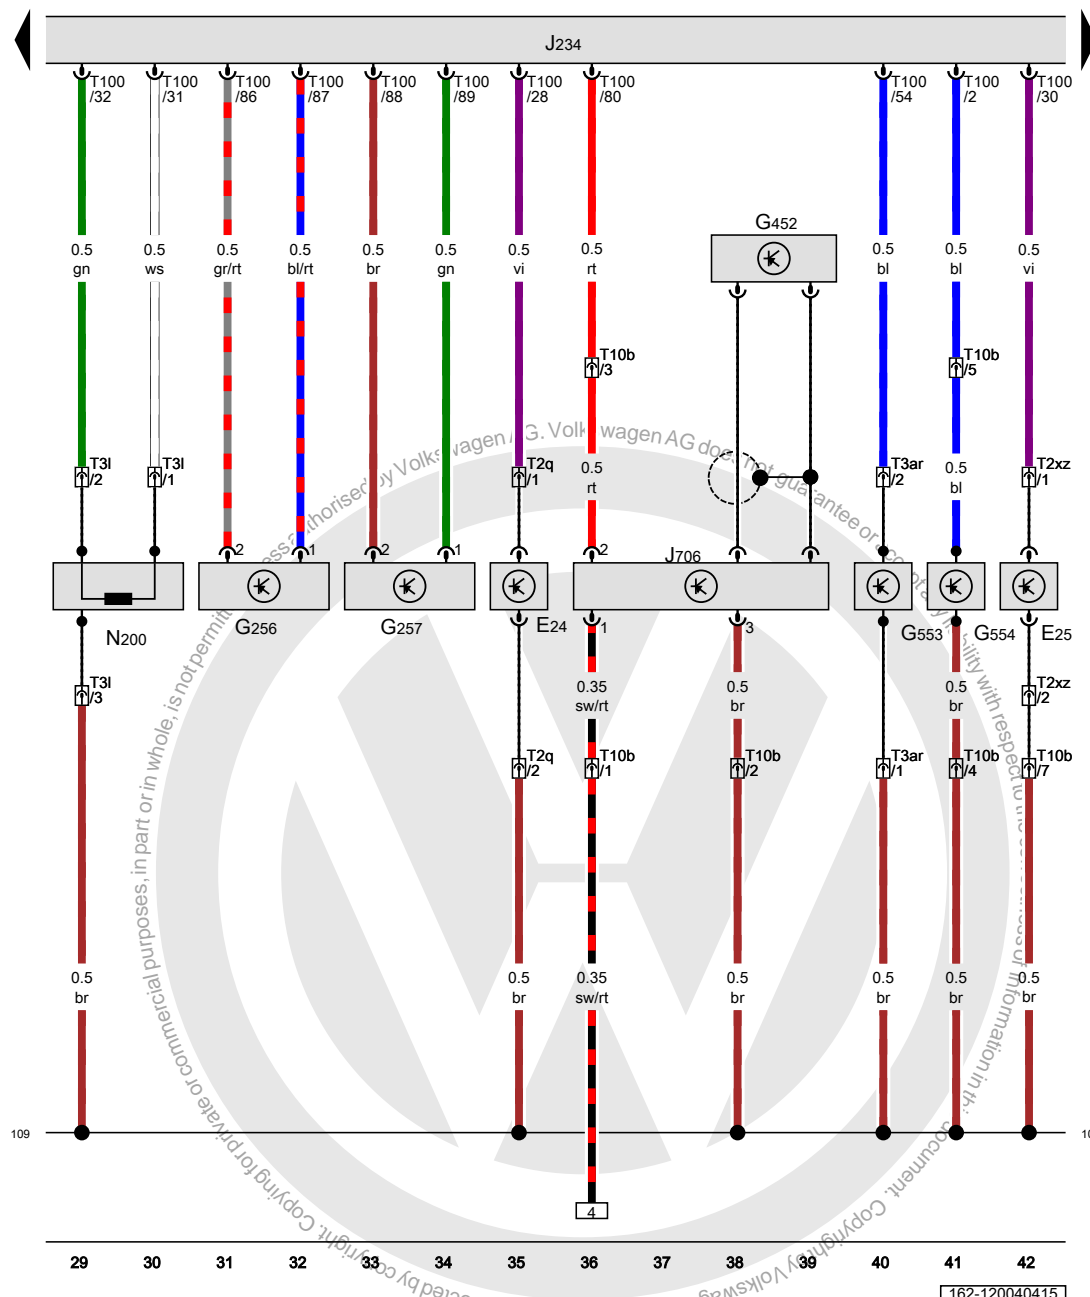 J234
T100 T100 T100 T100 T100 T100 T100 T100 T100 T100 T100
/32 /31 /86 /87 /88 /89 /28 /80 /54 /2 /30
G452
0.5 0.5 0.5 0.5 0.5 0.5 0.5 0.5 0.5 0.5 0.5
gn ws gr/rt bl/rt br gn vi rt bl bl vi
T10b T10b
/3 /5
T3l T3l T2q 0.5 T3ar 0.5 T2xz
/2 /1 /1 rt /2 bl /1
2 1 2 1 2 J706
N200 G256 G257 E24 1 3 G553 G554 E25
T3l 0.35 0.5 0.5 T2xz
/3 sw/rt br br /2
T2q T10b T10b T3ar T10b T10b
/2 /1 /2 /1 /4 /7
0.5 0.5 0.35 0.5 0.5 0.5 0.5
br br sw/rt br br br br
109
4
29 30 31 32 33 34 35 36 37 38 39 40 41 42
162-120040415